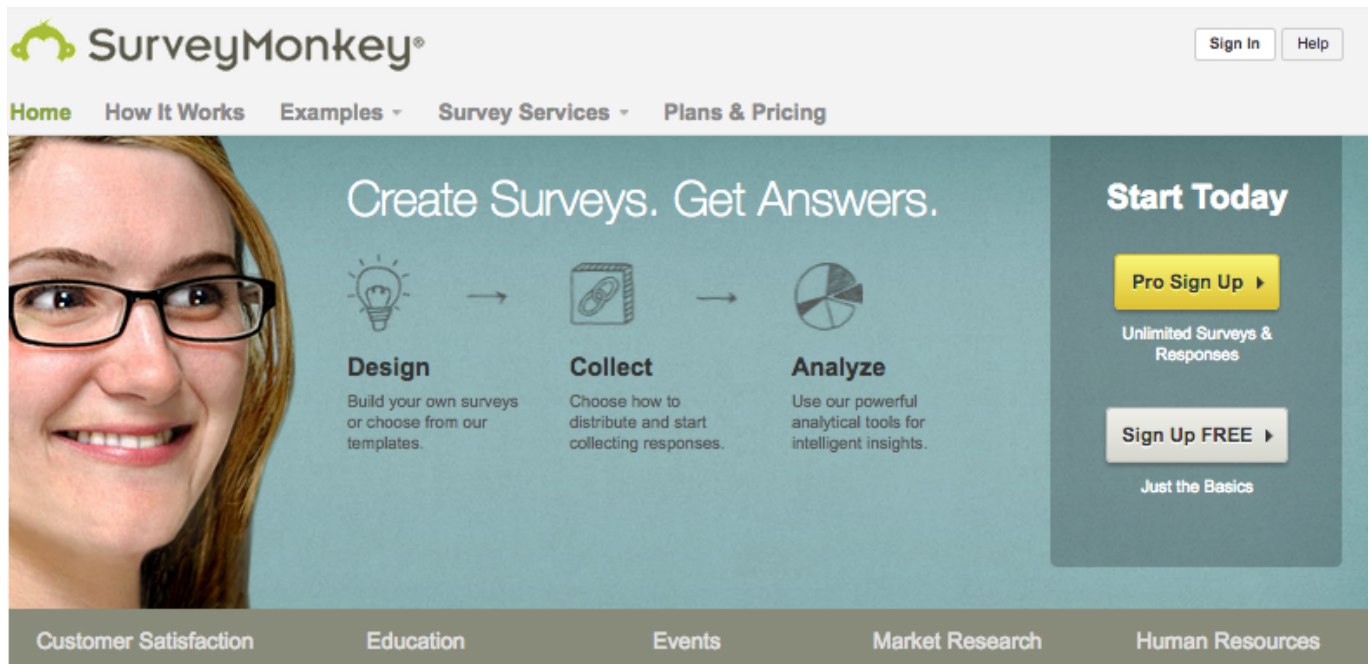 SurveyMonkey®
Sign In
Help
Home
How It Works
Examples
Survey Services
Plans & Pricing
Create Surveys. Get Answers.
Design
Build your own surveys
or choose from our
templates.
Collect
Choose how to
distribute and start
collecting responses.
Analyze
Use our powerful
analytical tools for
intelligent insights.
Start Today
Pro Sign Up
Unlimited Surveys &
Responses
Sign Up FREE
Just the Basics
Customer Satisfaction
Education
Events
Market Research
Human Resources